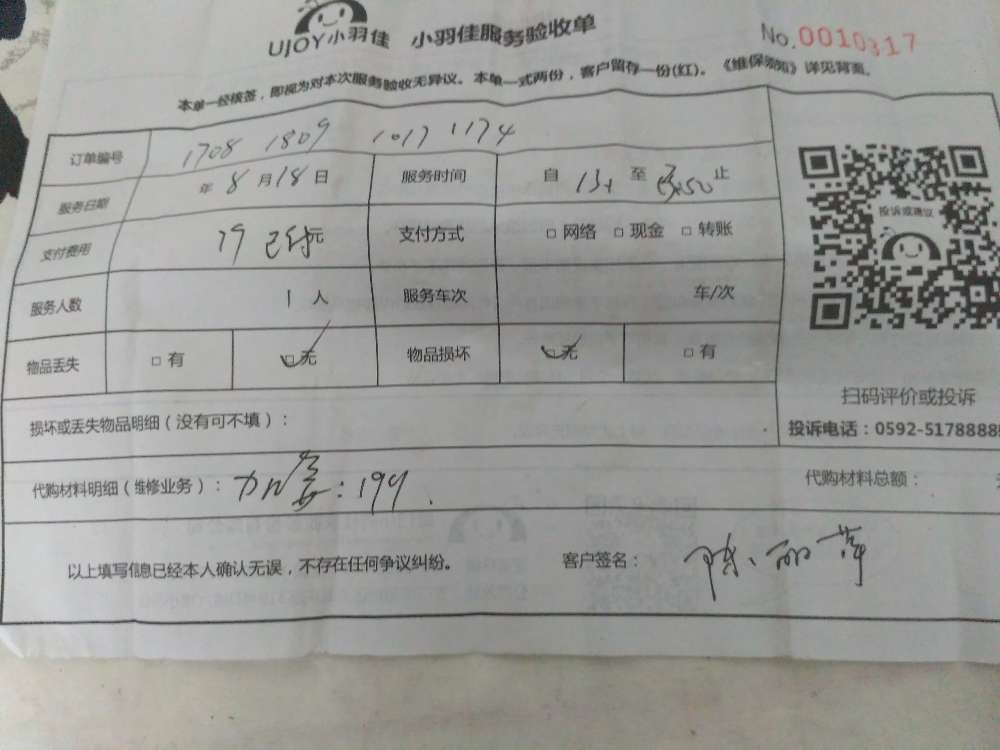 UJOY小羽佳 小羽佳服务验收单
No.0010317
本单一经核签，即视为对本次服务验收无异议。本单一式两份，客户留存一份(红)。《维保须知》详见背面。
订单编号 1708 1809 1017 1174
服务日期 年 8 月 18 日 服务时间 自 至 止
支付费用 79 已付 元 支付方式 □ 网络 □ 现金 □ 转账
服务人数 1 人 服务车次 车/次
物品丢失 □ 有 □ 无 物品损坏 □ 无 □ 有
损坏或丢失物品明细（没有可不填）：
代购材料明细（维修业务）： 代购材料总额：
以上填写信息已经本人确认无误，不存在任何争议纠纷。 客户签名： 陈丽萍
投诉或建议
扫码评价或投诉
投诉电话：0592-5178888